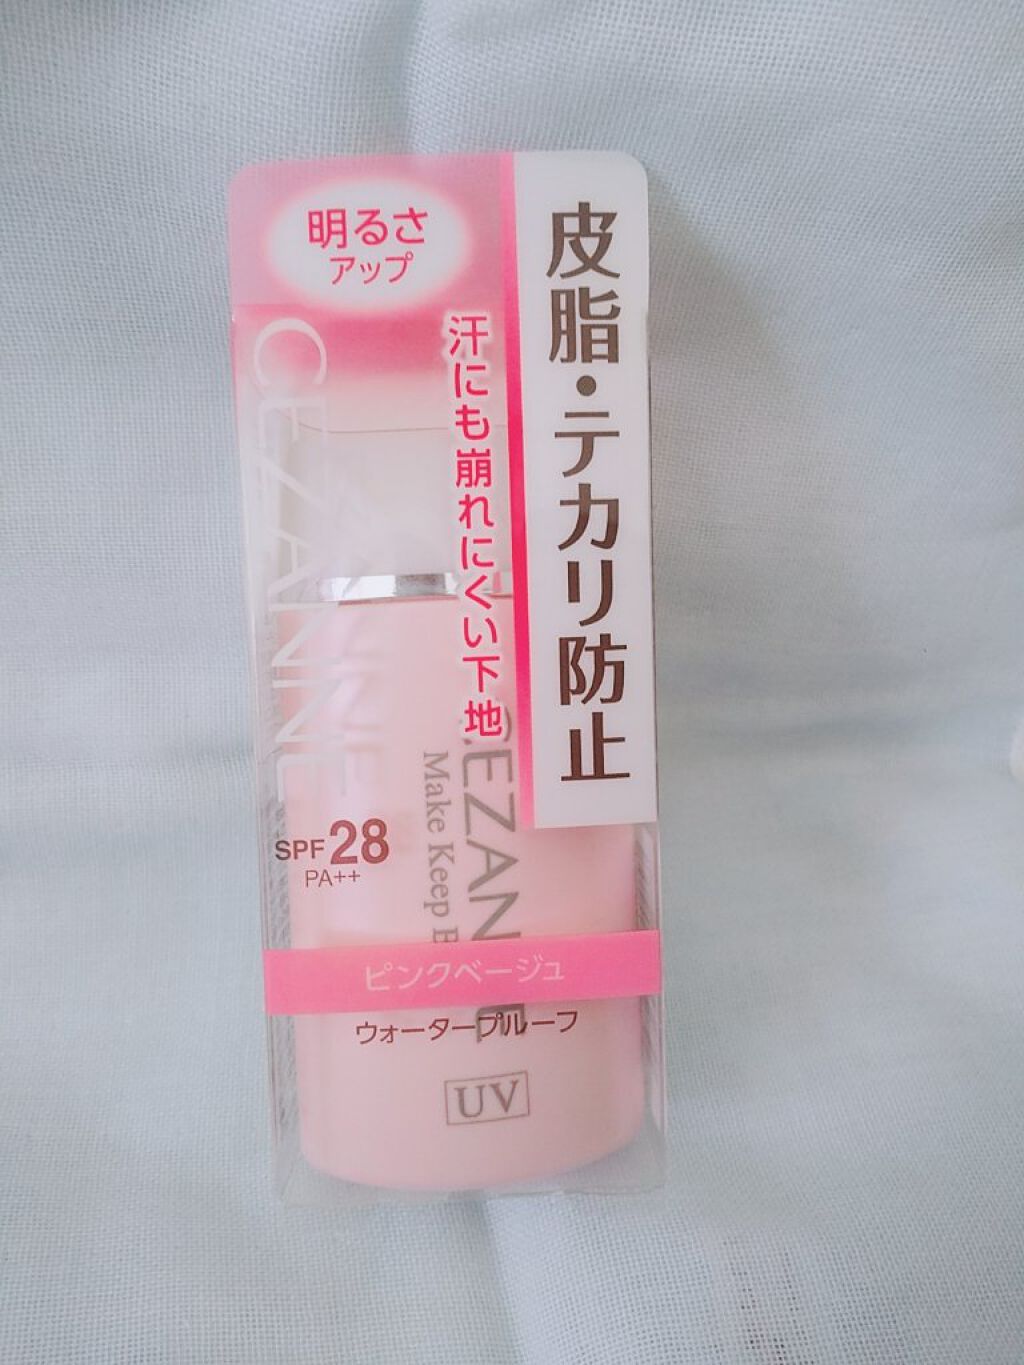 明るさ
アップ
皮脂・テカリ防止
汗にも崩れにくい下地
CEZANNE
CEZANNE
Make Keep
SPF28
PA++
ピンクベージュ
ウォータープルーフ
UV